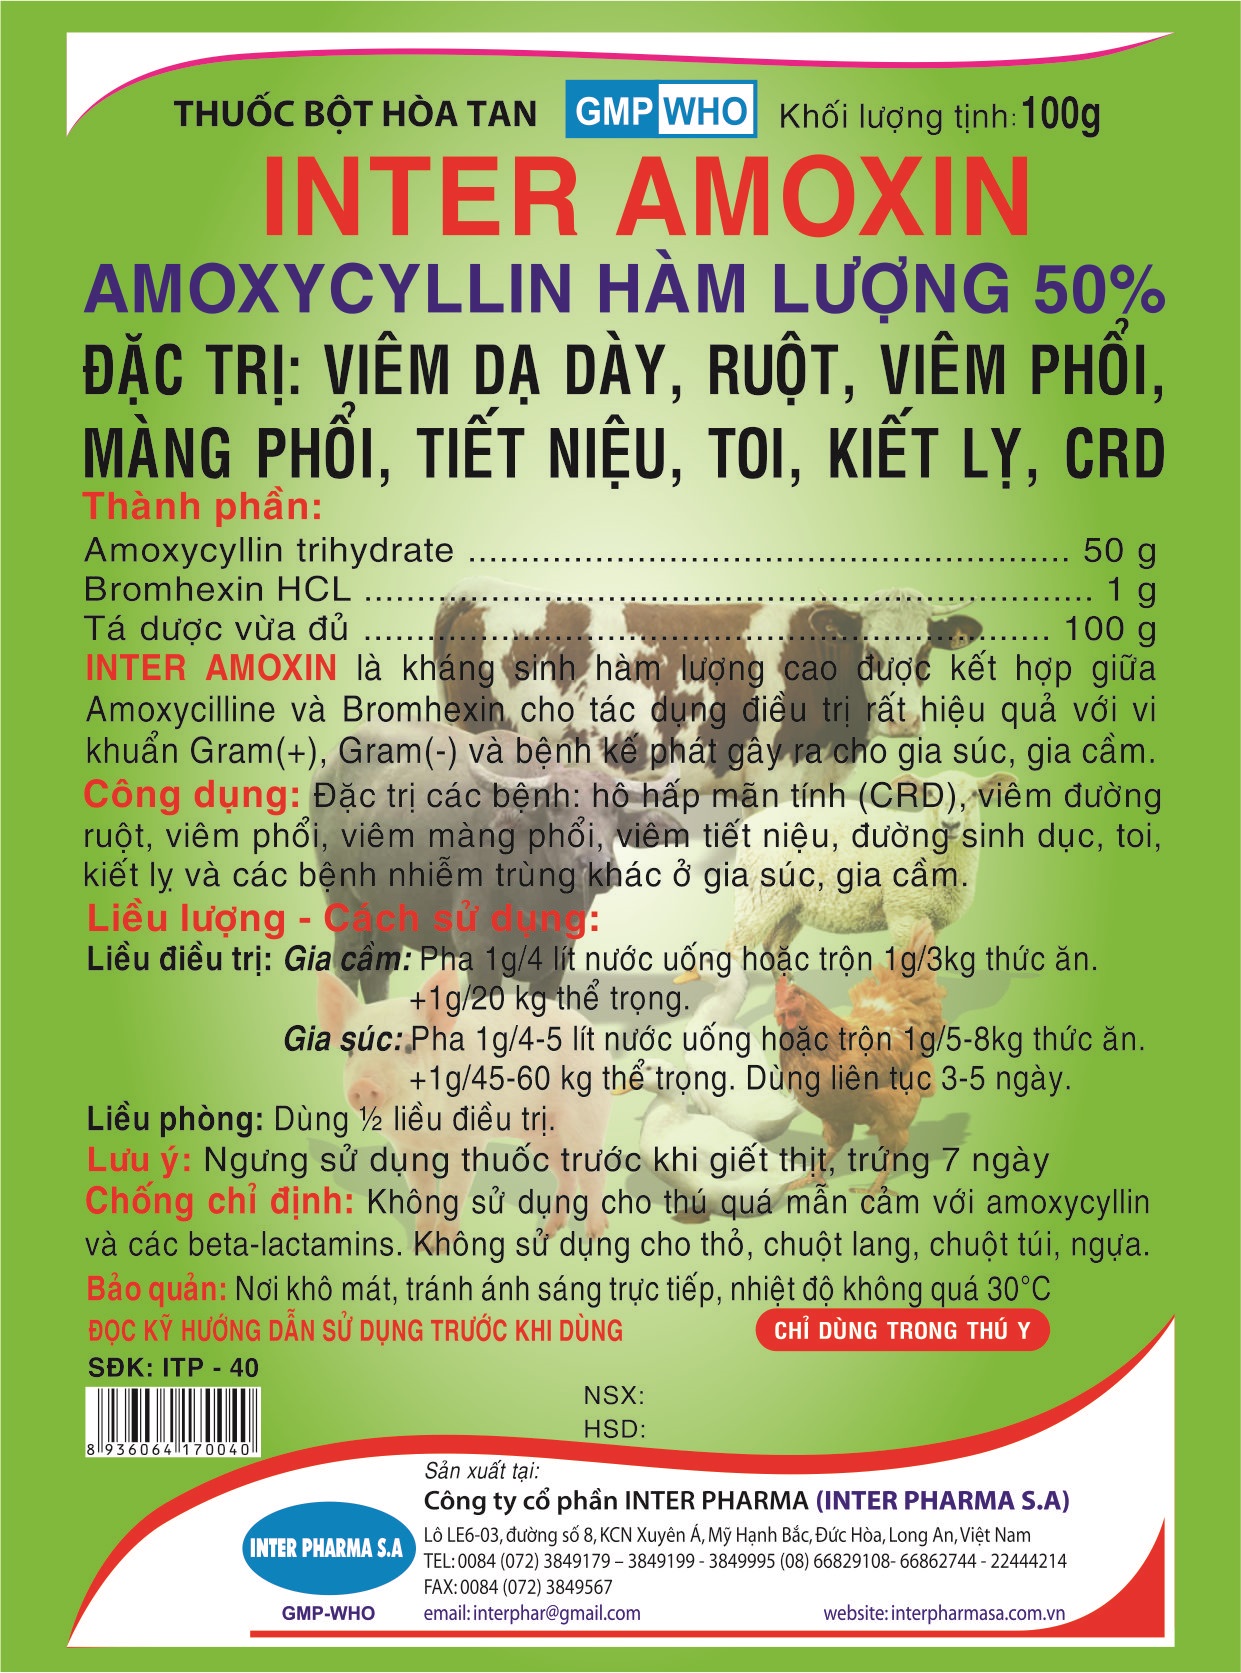 THUỐC BỘT HÒA TAN GMP WHO Khối lượng tịnh: 100g
INTER AMOXIN
AMOXYCYLLIN HÀM LƯỢNG 50%
ĐẶC TRỊ: VIÊM DẠ DÀY, RUỘT, VIÊM PHỔI,
MÀNG PHỔI, TIẾT NIỆU, TOI, KIẾT LỴ, CRD
Thành phần:
Amoxycyllin trihydrate .......................................................... 50 g
Bromhexin HCL ..................................................................... 1 g
Tá dược vừa đủ ................................................................. 100 g
INTER AMOXIN là kháng sinh hàm lượng cao được kết hợp giữa
Amoxycilline và Bromhexin cho tác dụng điều trị rất hiệu quả với vi
khuẩn Gram(+), Gram(-) và bệnh kế phát gây ra cho gia súc, gia cầm.
Công dụng: Đặc trị các bệnh: hô hấp mãn tính (CRD), viêm đường
ruột, viêm phổi, viêm màng phổi, viêm tiết niệu, đường sinh dục, toi,
kiết lỵ và các bệnh nhiễm trùng khác ở gia súc, gia cầm.
Liều lượng - Cách sử dụng:
Liều điều trị: Gia cầm: Pha 1g/4 lít nước uống hoặc trộn 1g/3kg thức ăn.
+1g/20 kg thể trọng.
Gia súc: Pha 1g/4-5 lít nước uống hoặc trộn 1g/5-8kg thức ăn.
+1g/45-60 kg thể trọng. Dùng liên tục 3-5 ngày.
Liều phòng: Dùng ½ liều điều trị.
Lưu ý: Ngưng sử dụng thuốc trước khi giết thịt, trứng 7 ngày
Chống chỉ định: Không sử dụng cho thú quá mẫn cảm với amoxycyllin
và các beta-lactamins. Không sử dụng cho thỏ, chuột lang, chuột túi, ngựa.
Bảo quản: Nơi khô mát, tránh ánh sáng trực tiếp, nhiệt độ không quá 30°C
ĐỌC KỸ HƯỚNG DẪN SỬ DỤNG TRƯỚC KHI DÙNG CHỈ DÙNG TRONG THÚ Y
SĐK: ITP - 40
8 936064 170040
NSX:
HSD:
Sản xuất tại:
Công ty cổ phần INTER PHARMA (INTER PHARMA S.A)
Lô LE6-03, đường số 8, KCN Xuyên Á, Mỹ Hạnh Bắc, Đức Hòa, Long An, Việt Nam
TEL: 0084 (072) 3849179 – 3849199 - 3849995 (08) 66829108- 66862744 - 22444214
FAX: 0084 (072) 3849567
email: interphar@gmail.com website: interpharmasa.com.vn
INTER PHARMA S.A
GMP-WHO